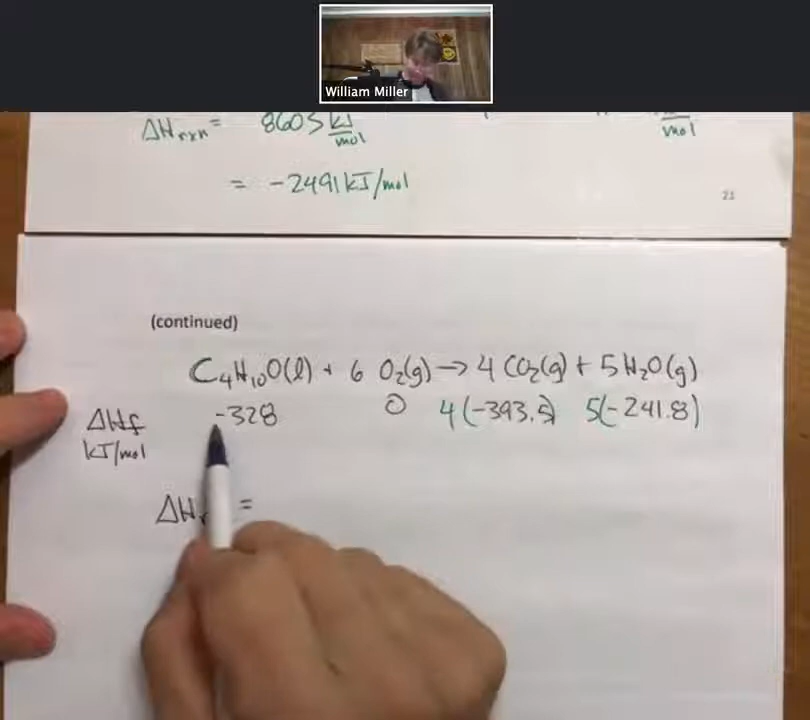 William Miller
ΔHrxn = 8605 kJ/mol mol
= -2491 kJ/mol
21
(continued)
C₄H₁₀O(l) + 6 O₂(g) → 4 CO₂(g) + 5 H₂O(g)
ΔHf -328 0 4(-393.5) 5(-241.8)
kJ/mol
ΔH =